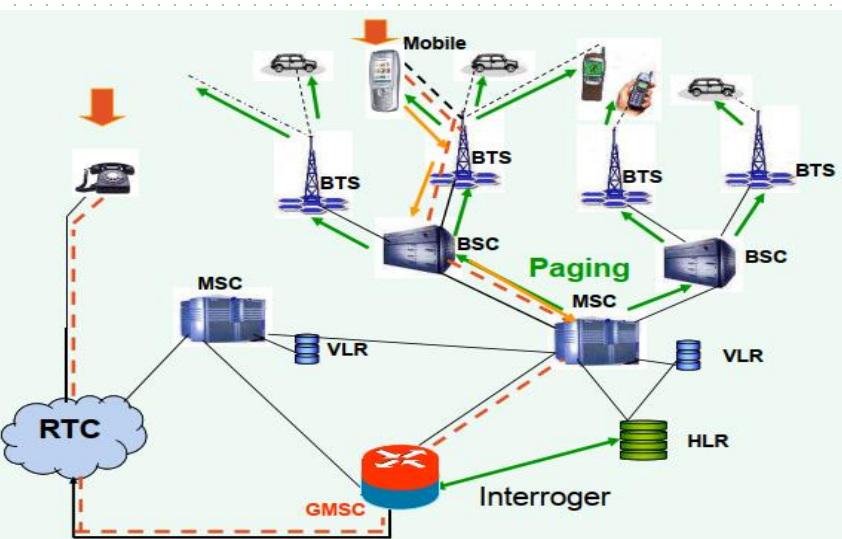 Mobile
BTS
BTS
BTS
BTS
BSC
BSC
Paging
MSC
MSC
VLR
VLR
RTC
HLR
GMSC
Interroger